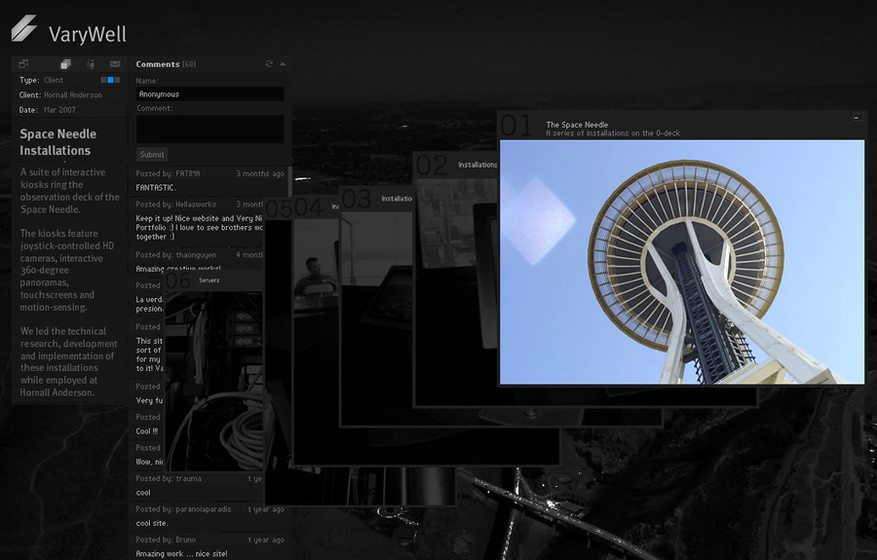 VaryWell
Type: Client
Client: Hornall Anderson
Date: Mar 2007
Space Needle
Installations
A suite of interactive
kiosks ring the
observation deck of the
Space Needle.
The kiosks feature
joystick-controlled HD
cameras, interactive
360-degree
panoramas,
touchscreens and
motion-sensing.
We led the technical
research, development
and implementation of
these installations
while employed at
Hornall Anderson.
Comments (68)
Name:
Anonymous
Comment:
Submit
Posted by: FATIMA 3 months ago
FANTASTIC.
Posted by: Hellasworks 3
Keep it up! Nice website and Very Ni
Portfolio :) I love to see brothers
together :)
Posted by: thaonguyen 4
Amazing creative works!
Posted
La verd
presion
Posted
This sit
sort of
for my
to it! Va
Posted
Very fu
Posted
Cool !!!
Posted
Wow, nic
Posted by: trauma
cool
Posted by: paranoiaparadis 1 year ago
cool site.
Posted by: Bruno 1 year ago
Amazing work ... nice site!
06 Servers
05
04
03 Installatio
02 Installations
01 The Space Needle
A series of installations on the O-deck